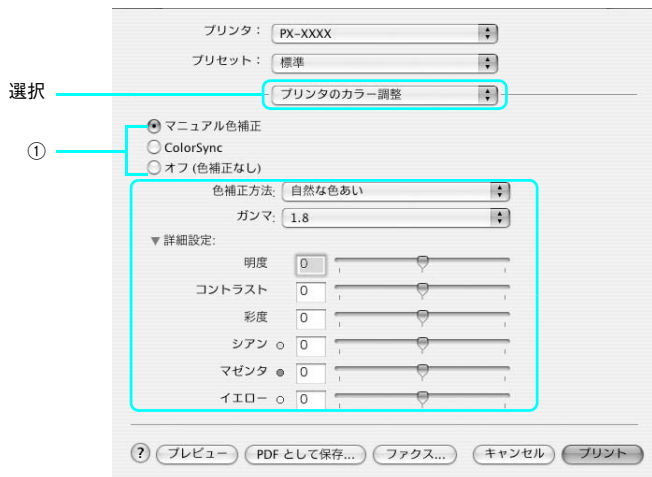 プリンタ： PX-XXXX
プリセット： 標準
選択 プリンタのカラー調整
マニュアル色補正
① ColorSync
オフ (色補正なし)
色補正方法: 自然な色あい
ガンマ: 1.8
▼詳細設定:
明度 0
コントラスト 0
彩度 0
シアン 0
マゼンタ 0
イエロー 0
? プレビュー PDF として保存... ファクス... キャンセル プリント